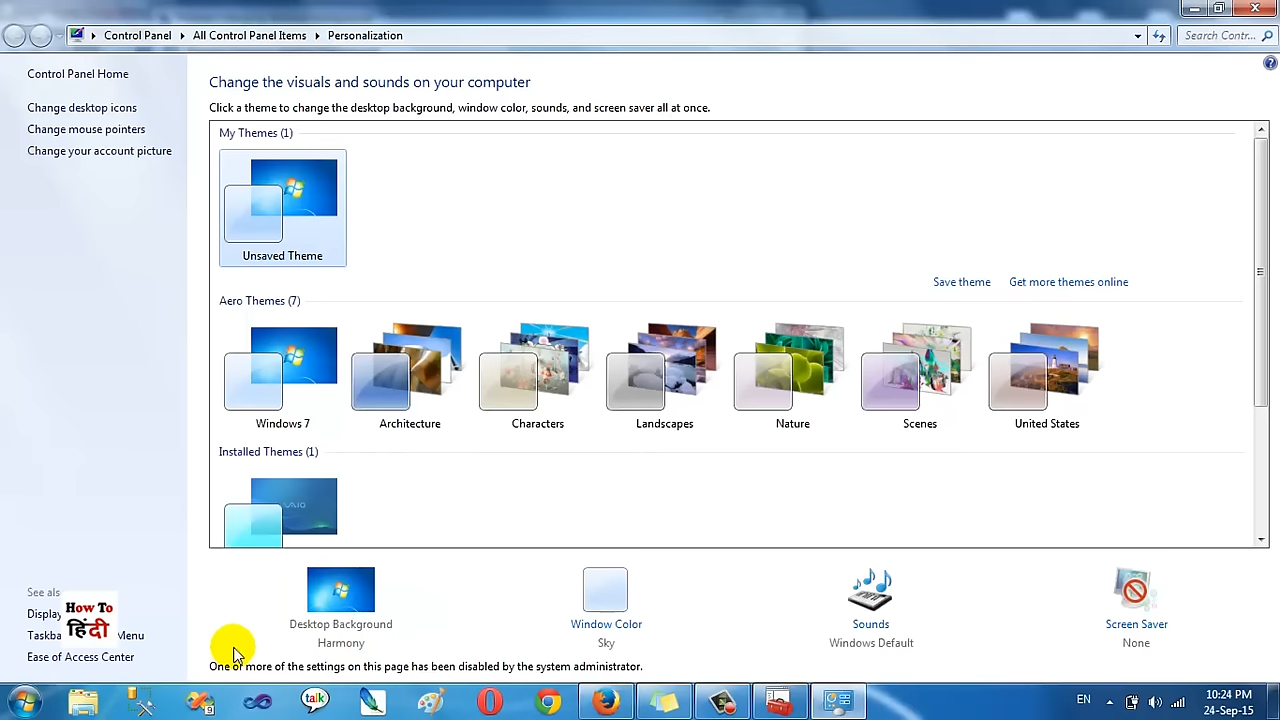 Control Panel
All Control Panel Items
Personalization
Search Contr...
Control Panel Home
Change desktop icons
Change mouse pointers
Change your account picture
Change the visuals and sounds on your computer
Click a theme to change the desktop background, window color, sounds, and screen saver all at once.
My Themes (1)
Unsaved Theme
Save theme
Get more themes online
Aero Themes (7)
Windows 7
Architecture
Characters
Landscapes
Nature
Scenes
United States
Installed Themes (1)
VAIO
Desktop Background
Harmony
Window Color
Sky
Sounds
Windows Default
Screen Saver
None
One or more of the settings on this page has been disabled by the system administrator.
See als
Display
Taskba
Menu
Ease of Access Center
How To
हिंदी
talk
9
EN
10:24 PM
24-Sep-15